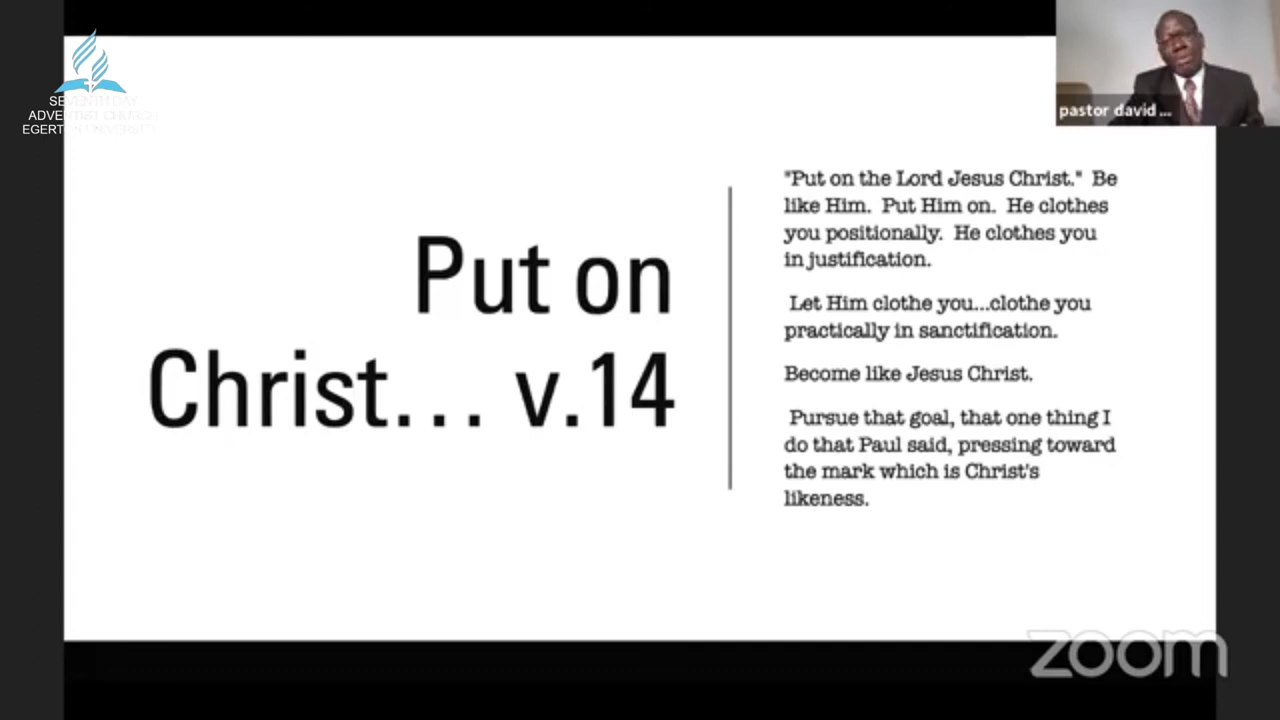 SEVENTH DAY
ADVENTIST CHURCH
EGERTON UNIVERSITY
pastor david ...
Put on
Christ... v.14
"Put on the Lord Jesus Christ."  Be
like Him.  Put Him on.  He clothes
you positionally.  He clothes you
in justification.
Let Him clothe you...clothe you
practically in sanctification.
Become like Jesus Christ.
Pursue that goal, that one thing I
do that Paul said, pressing toward
the mark which is Christ's
likeness.
zoom